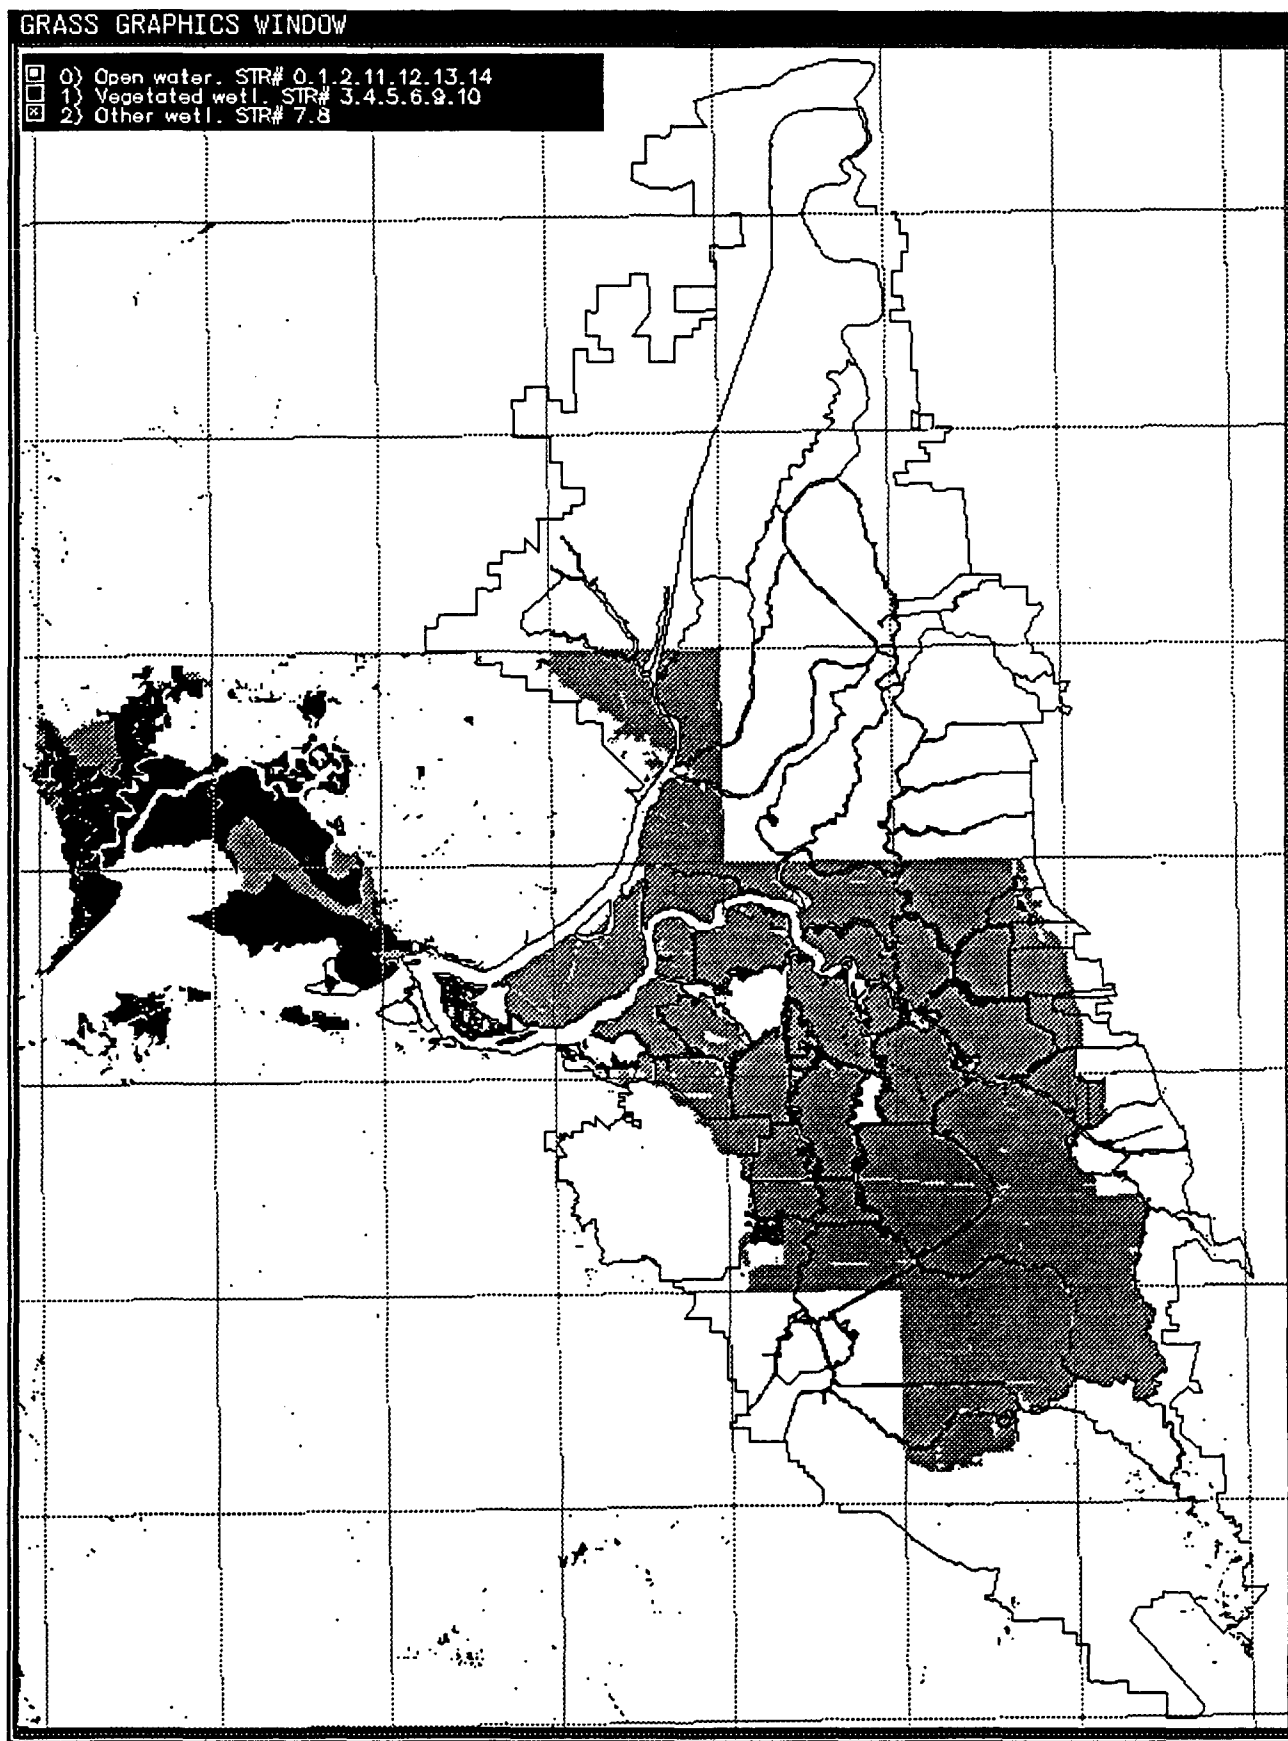 GRASS GRAPHICS WINDOW
0) Open water. STR# 0.1.2.11.12.13.14
1) Vegetated wetl. STR# 3.4.5.6.9.10
2) Other wetl. STR# 7.8